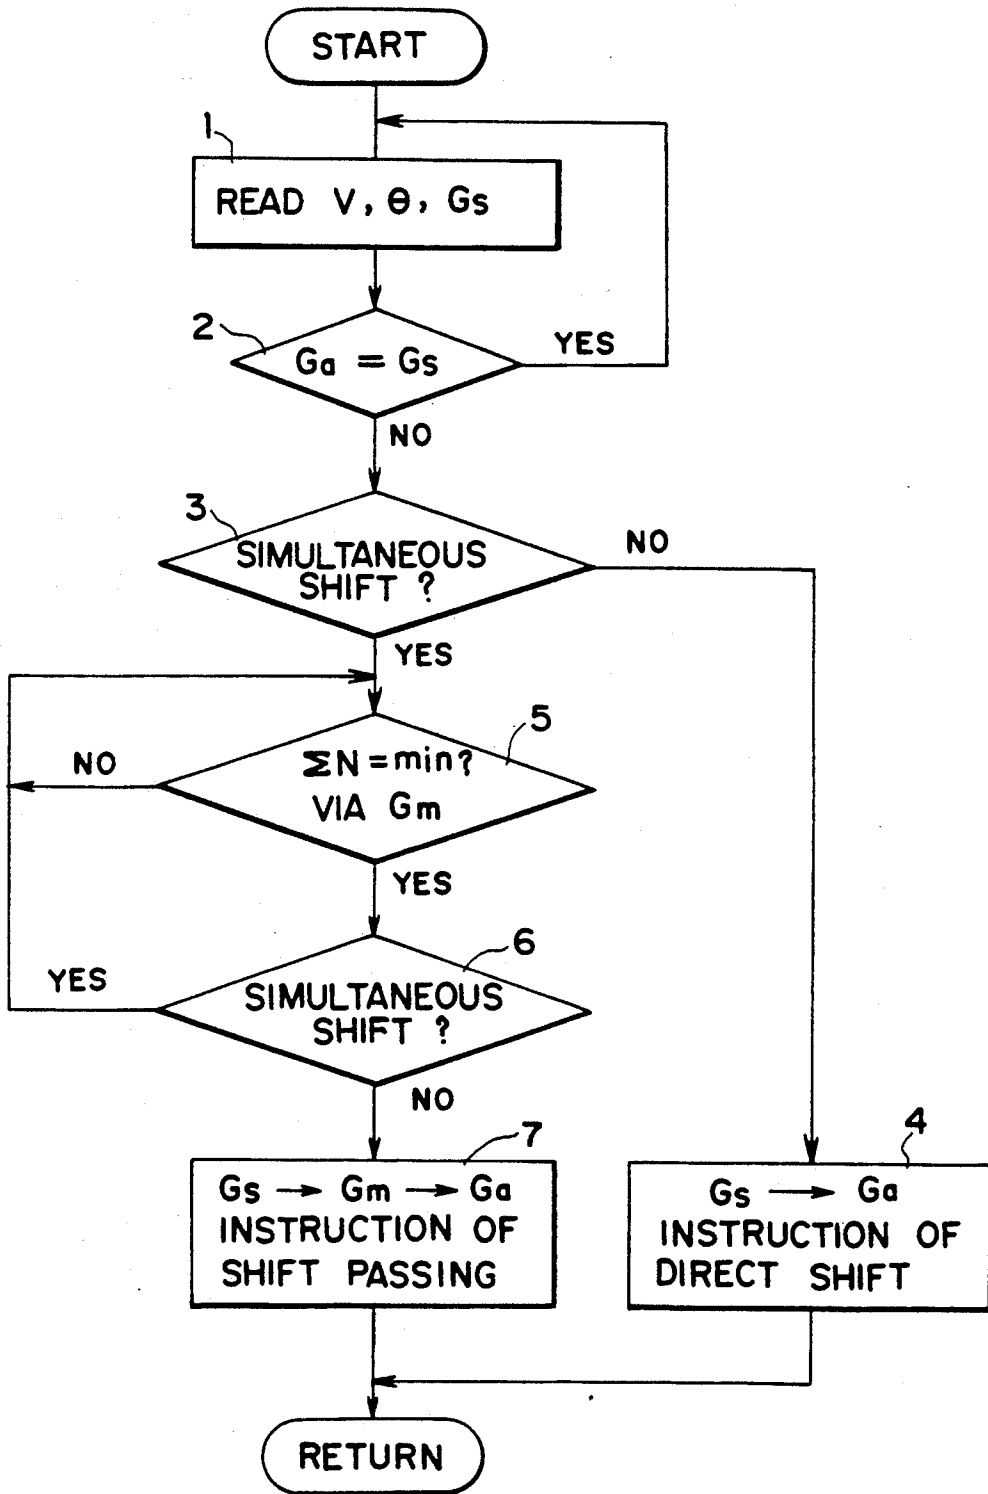 START
1
READ V, θ, Gs
2
Ga = Gs
YES
NO
3
SIMULTANEOUS
SHIFT ?
NO
YES
5
ΣN = min?
VIA Gm
NO
YES
6
SIMULTANEOUS
SHIFT ?
YES
NO
7
Gs → Gm → Ga
INSTRUCTION OF
SHIFT PASSING
4
Gs → Ga
INSTRUCTION OF
DIRECT SHIFT
RETURN